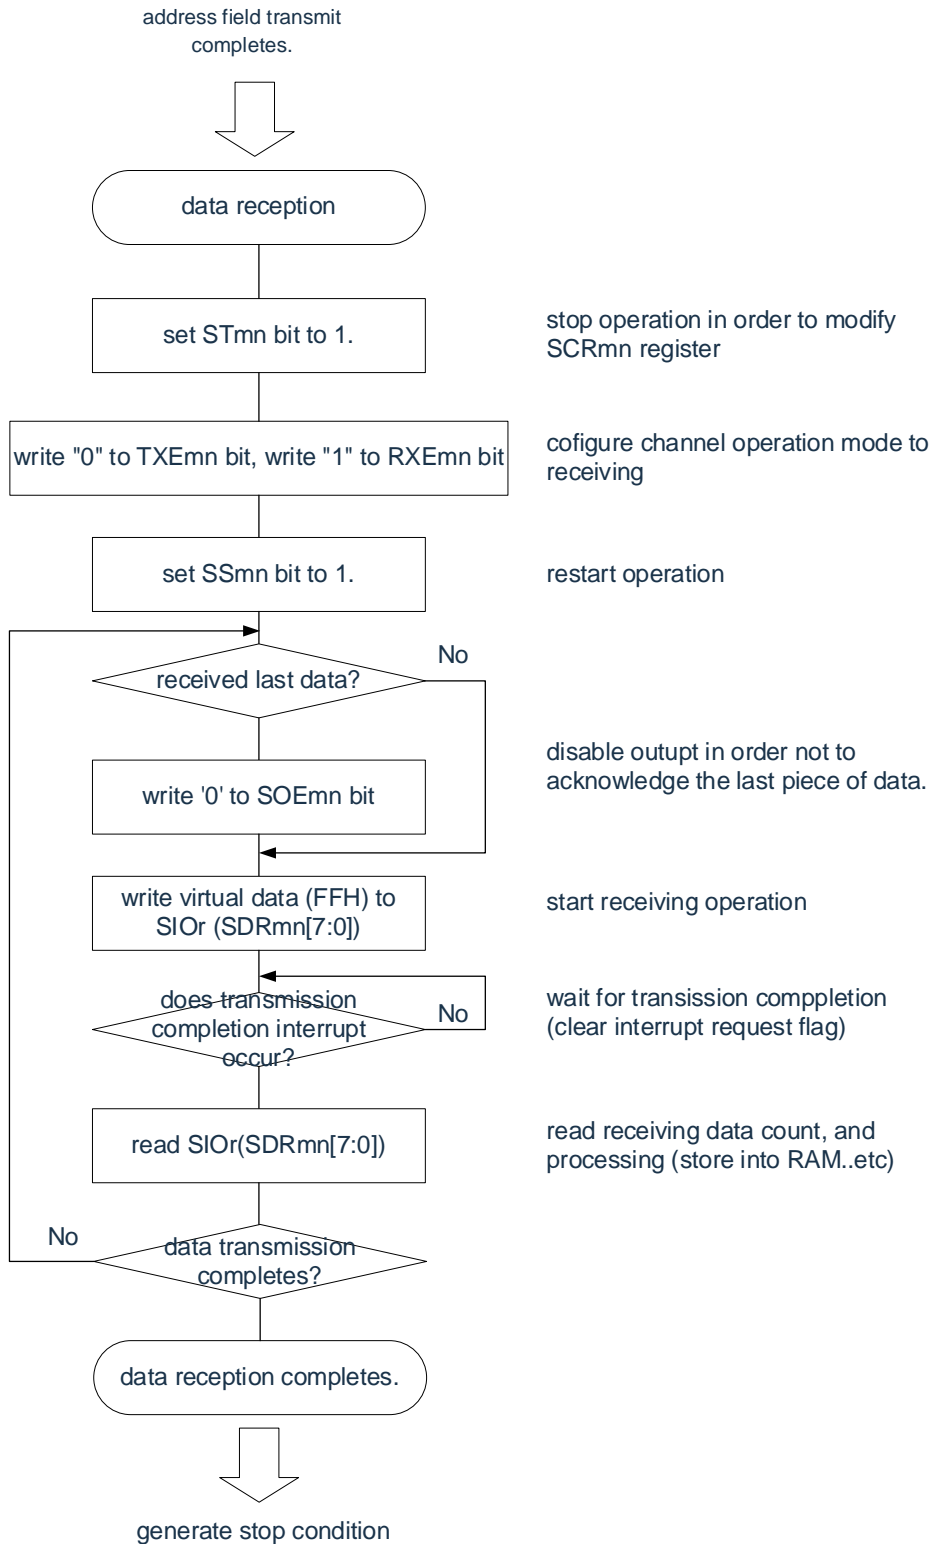 address field transmit
completes.
data reception
set STmn bit to 1.
stop operation in order to modify
SCRmn register
write "0" to TXEmn bit, write "1" to RXEmn bit
cofigure channel operation mode to
receiving
set SSmn bit to 1.
restart operation
No
received last data?
disable outupt in order not to
acknowledge the last piece of data.
write '0' to SOEmn bit
write virtual data (FFH) to
SIOr (SDRmn[7:0])
start receiving operation
does transmission
completion interrupt
occur?
No
wait for transission comppletion
(clear interrupt request flag)
read SIOr(SDRmn[7:0])
read receiving data count, and
processing (store into RAM..etc)
No
data transmission
completes?
data reception completes.
generate stop condition